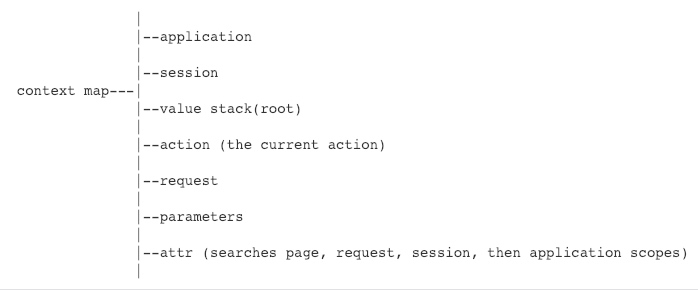 |
|--application
|
|--session
context map---|
|--value stack(root)
|
|--action (the current action)
|
|--request
|
|--parameters
|
|--attr (searches page, request, session, then application scopes)
|